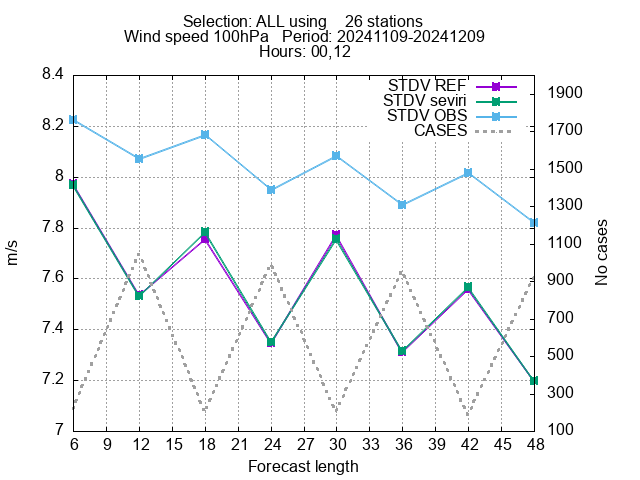 Selection: ALL using    26 stations
Wind speed 100hPa   Period: 20241109-20241209
Hours: 00,12
STDV REF
STDV seviri
STDV OBS
CASES
8.4
8.2
8
7.8
7.6
7.4
7.2
7
m/s
1900
1700
1500
1300
1100
900
700
500
300
100
No cases
6 9 12 15 18 21 24 27 30 33 36 39 42 45 48
Forecast length